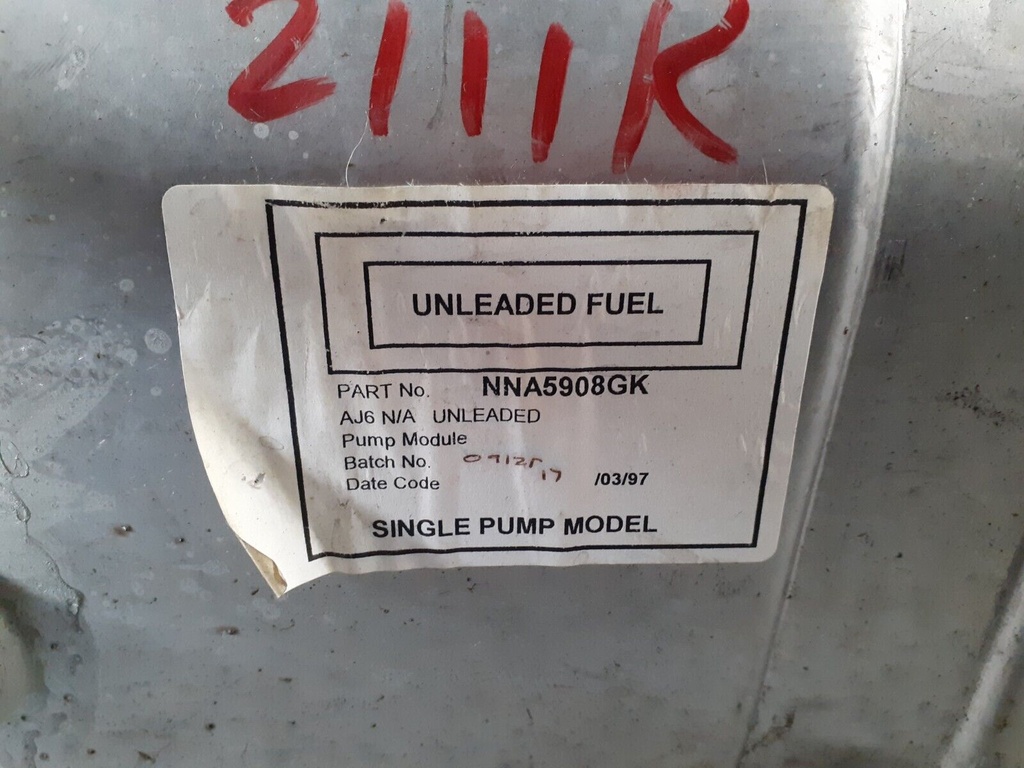 2111R
UNLEADED FUEL
PART No. NNA5908GK
AJ6 N/A UNLEADED
Pump Module
Batch No.
Date Code 17 /03/97
SINGLE PUMP MODEL